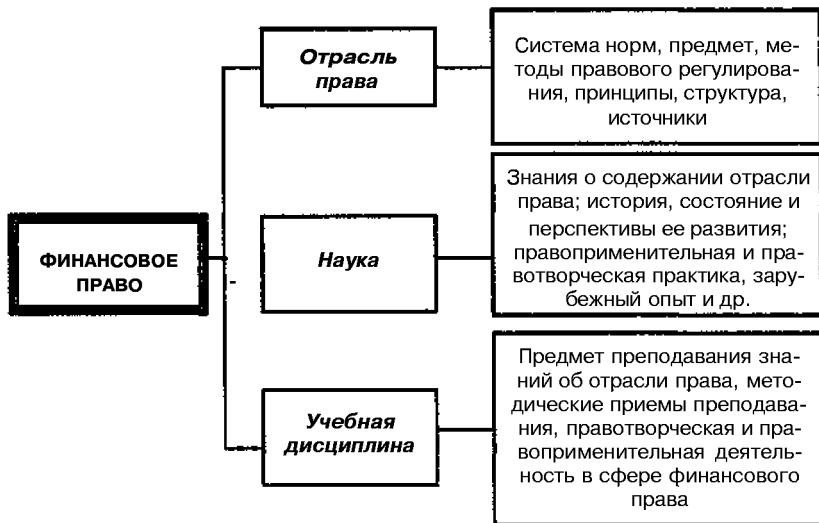 ФИНАНСОВОЕ
ПРАВО
Отрасль
права
Система норм, предмет, ме-
тоды правового регулирова-
ния, принципы, структура,
источники
Наука
Знания о содержании отрасли
права; история, состояние и
перспективы ее развития;
правоприменительная и пра-
вотворческая практика, зару-
бежный опыт и др.
Учебная
дисциплина
Предмет преподавания зна-
ний об отрасли права, мето-
дические приемы преподава-
ния, правотворческая и пра-
воприменительная деятель-
ность в сфере финансового
права